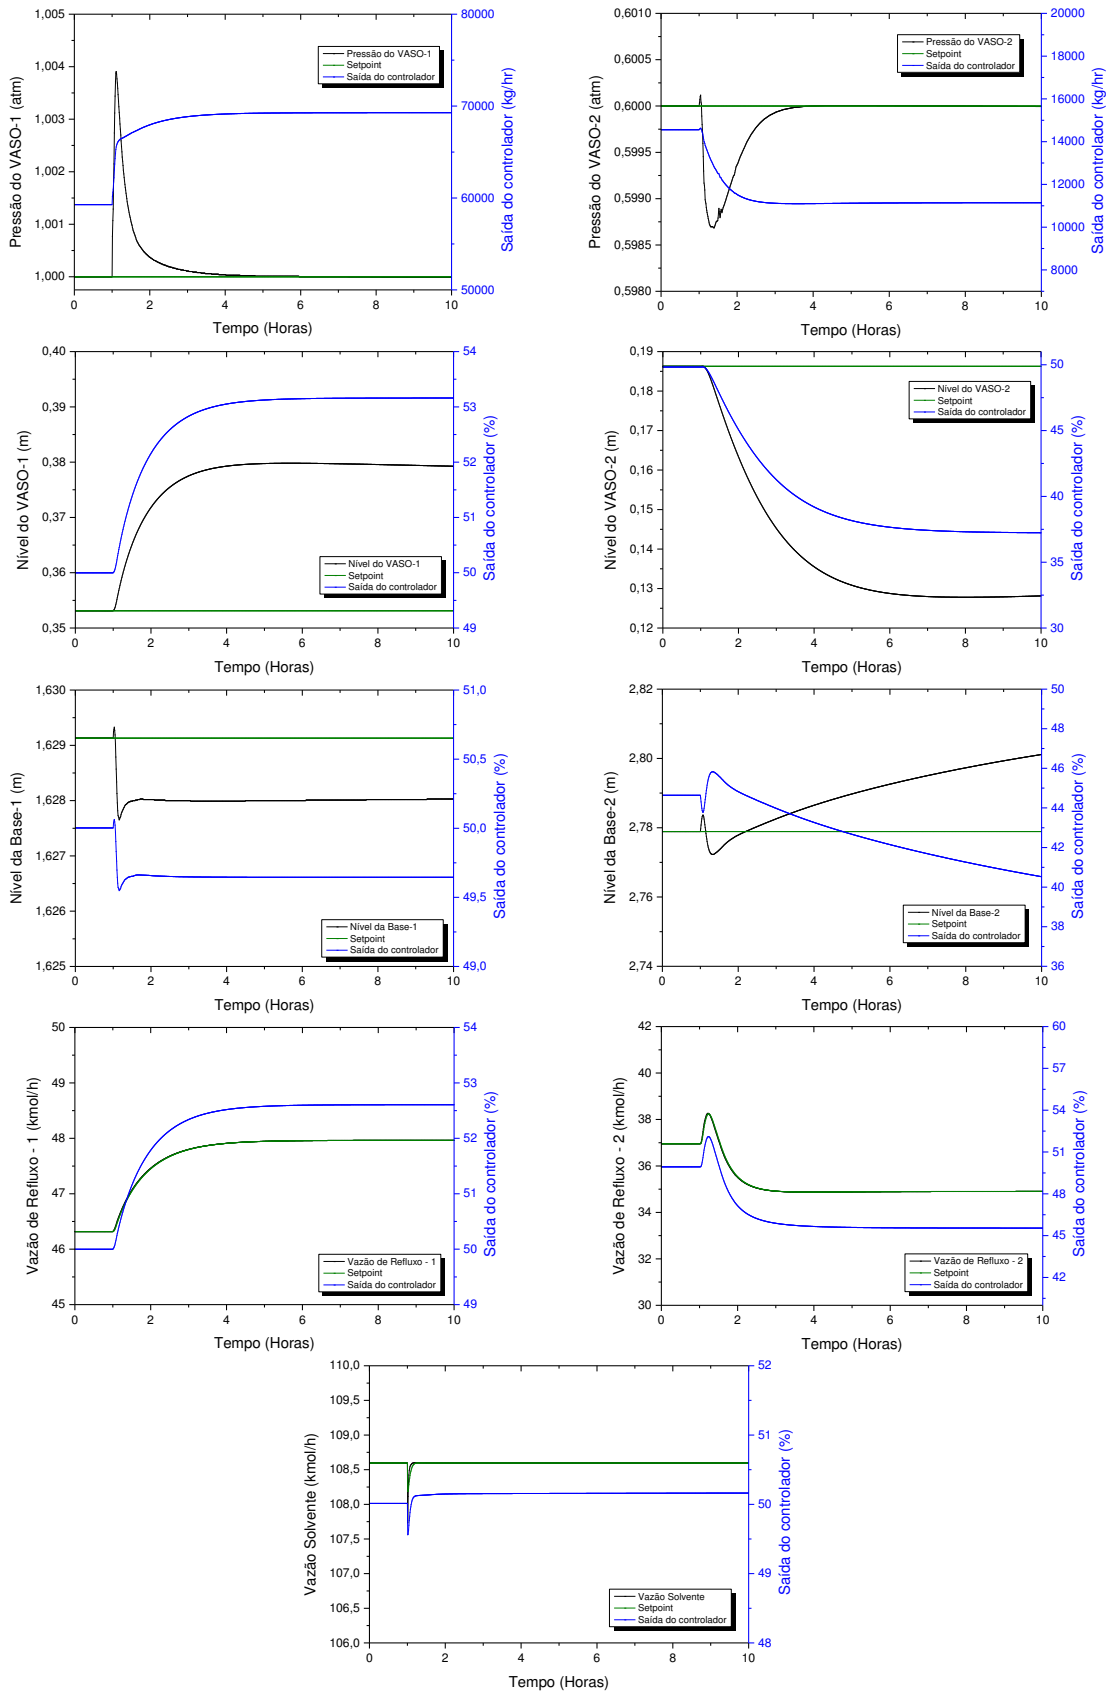 Pressão do VASO-1 (atm)
1,005
1,004
1,003
1,002
1,001
1,000
80000
70000
60000
50000
Saída do controlador (kg/hr)
Pressão do VASO-1
Setpoint
Saída do controlador
0 2 4 6 8 10
Tempo (Horas)
Pressão do VASO-2 (atm)
0,6010
0,6005
0,6000
0,5995
0,5990
0,5985
0,5980
20000
18000
16000
14000
12000
10000
8000
Saída do controlador (kg/hr)
Pressão do VASO-2
Setpoint
Saída do controlador
0 2 4 6 8 10
Tempo (Horas)
Nível do VASO-1 (m)
0,40
0,39
0,38
0,37
0,36
0,35
54
53
52
51
50
49
Saída do controlador (%)
Nível do VASO-1
Setpoint
Saída do controlador
0 2 4 6 8 10
Tempo (Horas)
Nível do VASO-2 (m)
0,19
0,18
0,17
0,16
0,15
0,14
0,13
0,12
50
45
40
35
30
Saída do controlador (%)
Nível do VASO-2
Setpoint
Saída do controlador
0 2 4 6 8 10
Tempo (Horas)
Nível da Base-1 (m)
1,630
1,629
1,628
1,627
1,626
1,625
51,0
50,5
50,0
49,5
49,0
Saída do controlador (%)
Nível da Base-1
Setpoint
Saída do controlador
0 2 4 6 8 10
Tempo (Horas)
Nível da Base-2 (m)
2,82
2,80
2,78
2,76
2,74
50
48
46
44
42
40
38
36
Saída do controlador (%)
Nível da Base-2
Setpoint
Saída do controlador
0 2 4 6 8 10
Tempo (Horas)
Vazão de Refluxo - 1 (kmol/h)
50
49
48
47
46
45
54
53
52
51
50
49
Saída do controlador (%)
Vazão de Refluxo - 1
Setpoint
Saída do controlador
0 2 4 6 8 10
Tempo (Horas)
Vazão de Refluxo - 2 (kmol/h)
42
40
38
36
34
32
30
60
57
54
51
48
45
42
Saída do controlador (%)
Vazão de Refluxo - 2
Setpoint
Saída do controlador
0 2 4 6 8 10
Tempo (Horas)
Vazão Solvente (kmol/h)
110,0
109,5
109,0
108,5
108,0
107,5
107,0
106,5
106,0
52
51
50
49
48
Saída do controlador (%)
Vazão Solvente
Setpoint
Saída do controlador
0 2 4 6 8 10
Tempo (Horas)